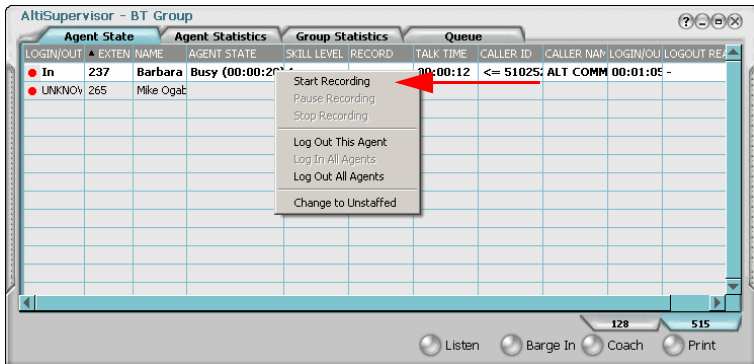 AltiSupervisor - BT Group
Agent State Agent Statistics Group Statistics Queue
LOGIN/OUT EXTEN NAME AGENT STATE SKILL LEVEL RECORD TALK TIME CALLER ID CALLER NAM LOGIN/OU LOGOUT REA
In 237 Barbara Busy (00:00:20) 00:00:12 <= 51025 ALT COMM 00:01:05 -
UNKNOW 265 Mike Ogab
Start Recording
Pause Recording
Stop Recording
Log Out This Agent
Log In All Agents
Log Out All Agents
Change to Unstaffed
128 515
Listen Barge In Coach Print